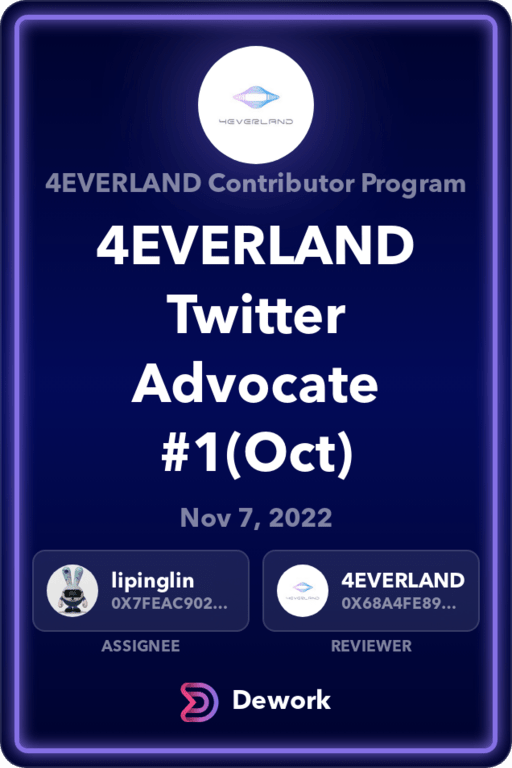 4EVERLAND
4EVERLAND Contributor Program
4EVERLAND
Twitter
Advocate
#1(Oct)
Nov 7, 2022
lipinglin
0X7FEAC902...
4EVERLAND
4EVERLAND
0X68A4FE89...
ASSIGNEE
REVIEWER
Dework